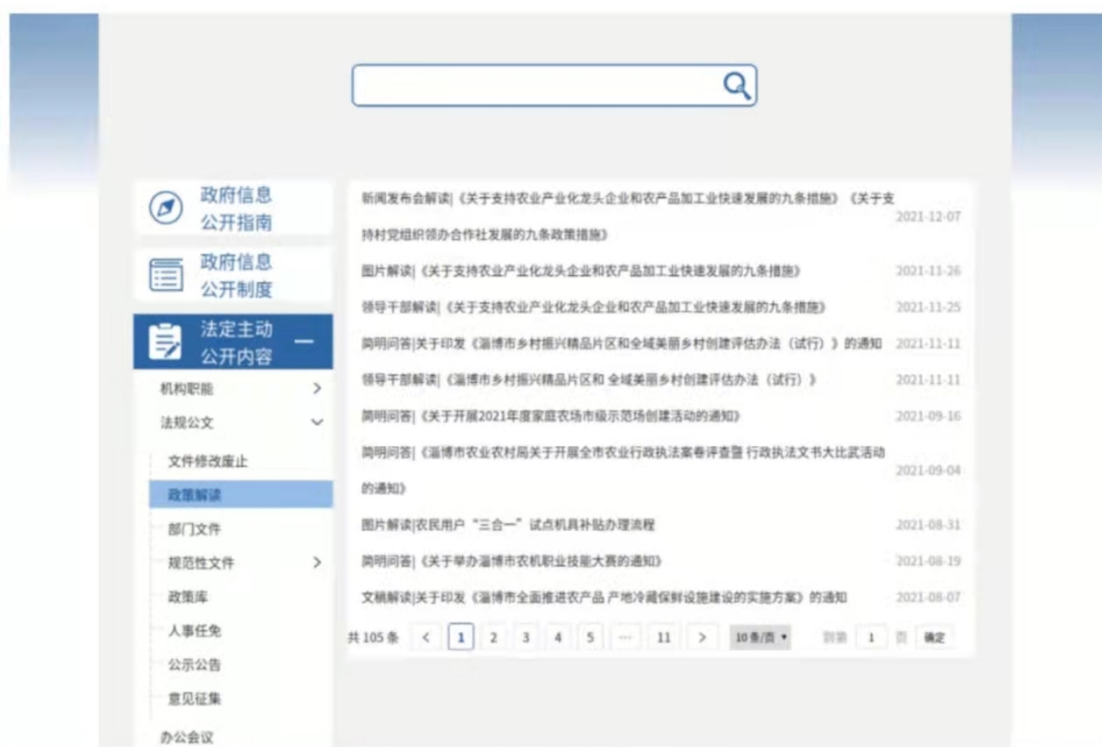 政府信息
公开指南
政府信息
公开制度
法定主动
公开内容
机构职能
法规公文
文件修改废止
政策解读
部门文件
规范性文件
政策库
人事任免
公示公告
意见征集
办公会议
新闻发布会解读|《关于支持农业产业化龙头企业和农产品加工业快速发展的九条措施》《关于支
持村党组织领办合作社发展的九条政策措施》
2021-12-07
图片解读|《关于支持农业产业化龙头企业和农产品加工业快速发展的九条措施》 2021-11-26
领导干部解读|《关于支持农业产业化龙头企业和农产品加工业快速发展的九条措施》 2021-11-25
简明问答|关于印发《淄博市乡村振兴精品片区和全域美丽乡村创建评估办法（试行）》的通知 2021-11-11
领导干部解读|《淄博市乡村振兴精品片区和 全域美丽乡村创建评估办法（试行）》 2021-11-11
简明问答|《关于开展2021年度家庭农场市级示范场创建活动的通知》 2021-09-16
简明问答|《淄博市农业农村局关于开展全市农业行政执法案卷评查暨 行政执法文书大比武活动
的通知》
2021-09-04
图片解读|农民用户“三合一”试点机具补贴办理流程 2021-08-31
简明问答|《关于举办淄博市农机职业技能大赛的通知》 2021-08-19
文稿解读|关于印发《淄博市全面推进农产品 产地冷藏保鲜设施建设的实施方案》的通知 2021-08-07
共 105 条 < 1 2 3 4 5 ··· 11 > 10 条/页 到第 1 页 确定